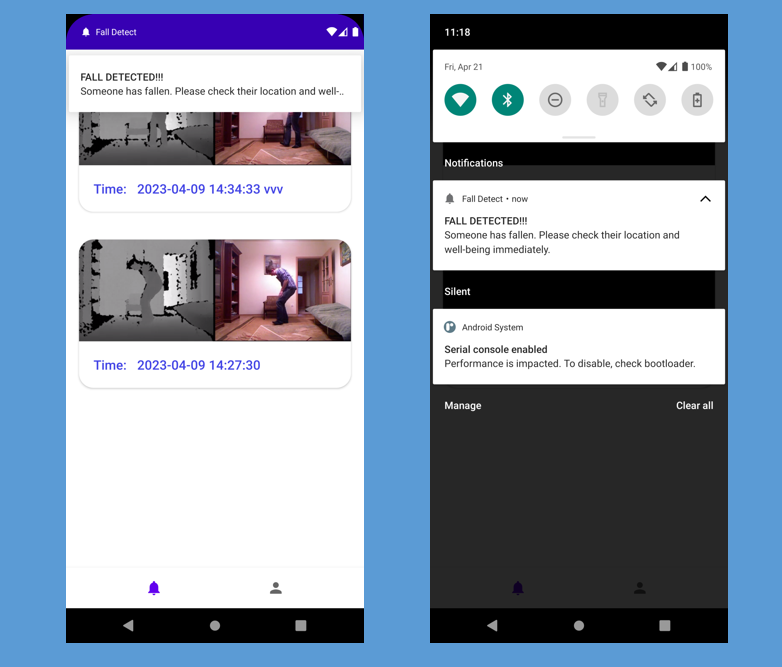 Fall Detect
FALL DETECTED!!!
Someone has fallen. Please check their location and well-..
Time: 2023-04-09 14:34:33 vvv
Time: 2023-04-09 14:27:30
11:18
Fri, Apr 21
100%
Notifications
Fall Detect • now
FALL DETECTED!!!
Someone has fallen. Please check their location and
well-being immediately.
Silent
Android System
Serial console enabled
Performance is impacted. To disable, check bootloader.
Manage
Clear all